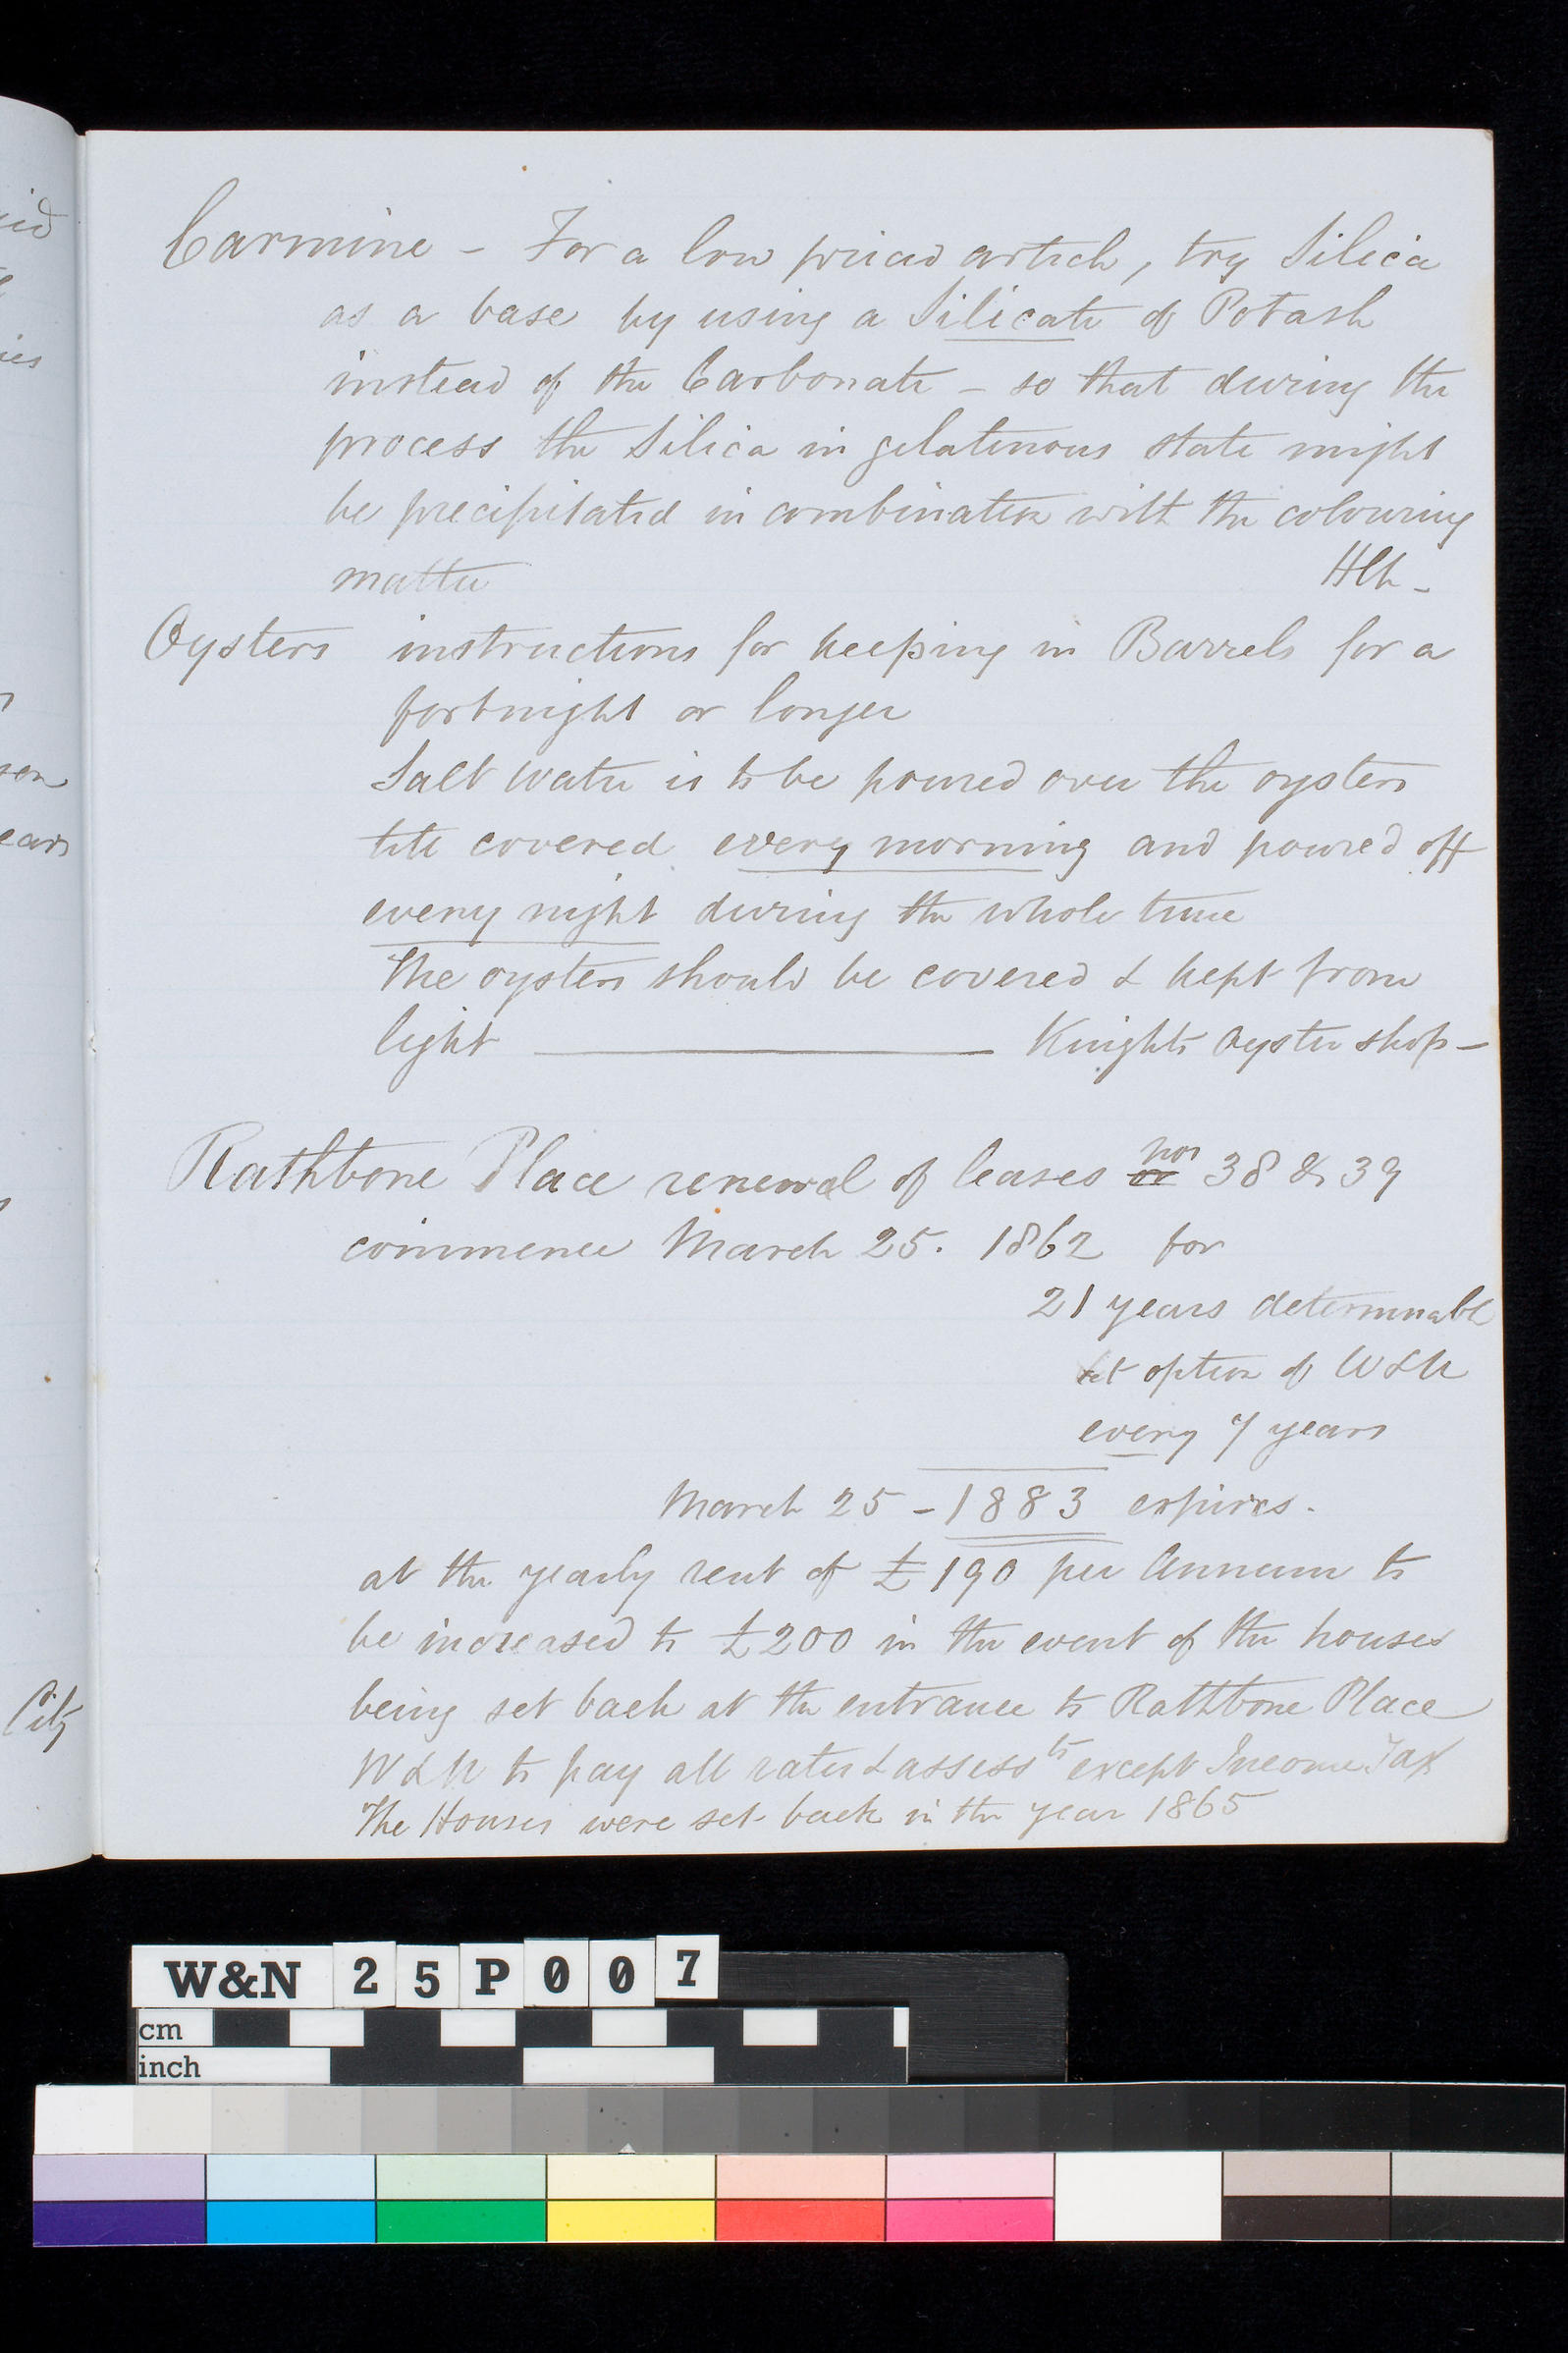 Carmine - For a low priced article, try Silica
as a base by using a Silicate of Potash
instead of the Carbonate - so that during the
process the Silica in gelatinous state might
be precipitated in combination with the colouring
matter
Oysters instructions for keeping in Barrels for a
fortnight or longer
Salt water is to be poured over the oysters
till covered every morning and poured off
every night during the whole time
The oysters should be covered & kept from
light Knights Oyster shop -
Rathbone Place renewal of leases nos 38 & 39
commence March 25. 1862 for
21 years determinable
at option of W&N
every 7 years
March 25 - 1883 expires.
at the yearly rent of £190 per Annum to
be increased to £200 in the event of the houses
being set back at the entrance to Rathbone Place
W&N to pay all rates & assessts except Income Tax
The Houses were set back in the year 1865
City
W&N 25P007
cm
inch